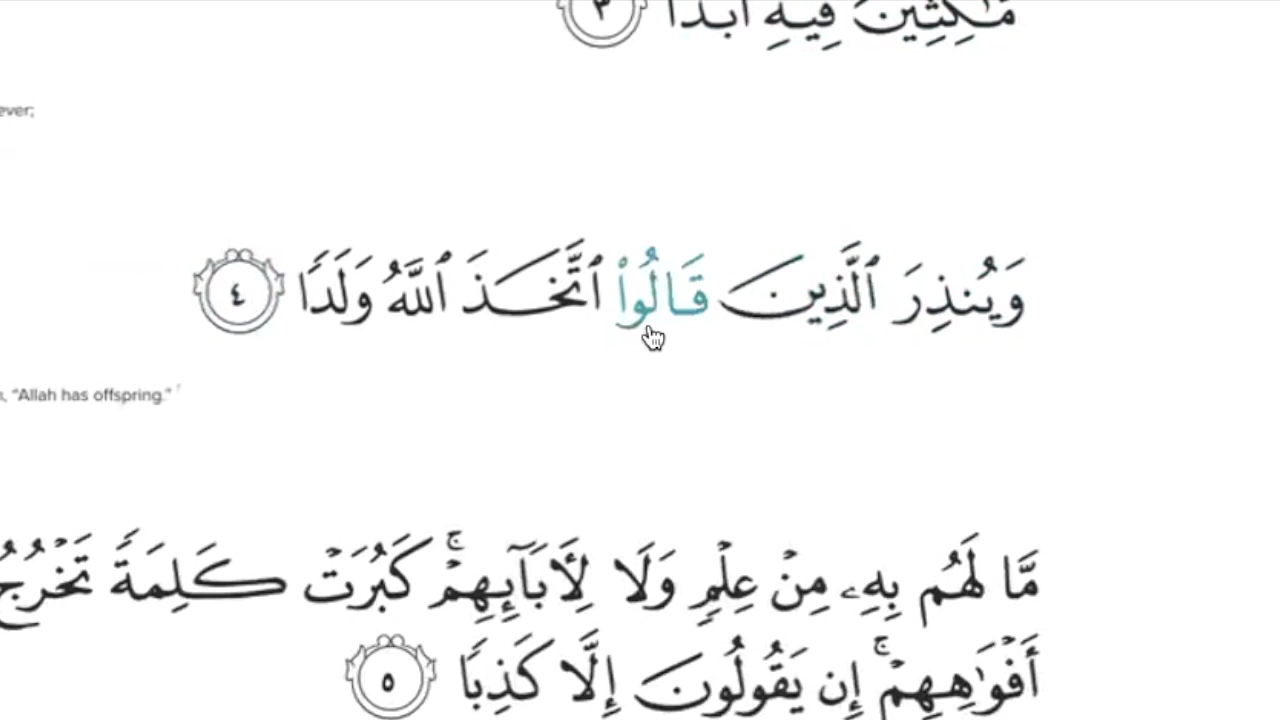 مَّـٰكِثِينَ فِيهِ أَبَدًا ٣
ever;
وَيُنذِرَ ٱلَّذِينَ قَالُوا۟ ٱتَّخَذَ ٱللَّهُ وَلَدًا ٤
, “Allah has offspring.”
مَّا لَهُم بِهِۦ مِنْ عِلْمٍ وَلَا لِـَٔابَآئِهِمْ ۚ كَبُرَتْ كَلِمَةً تَخْرُجُ
أَفْوَٰهِهِمْ ۚ إِن يَقُولُونَ إِلَّا كَذِبًا ٥